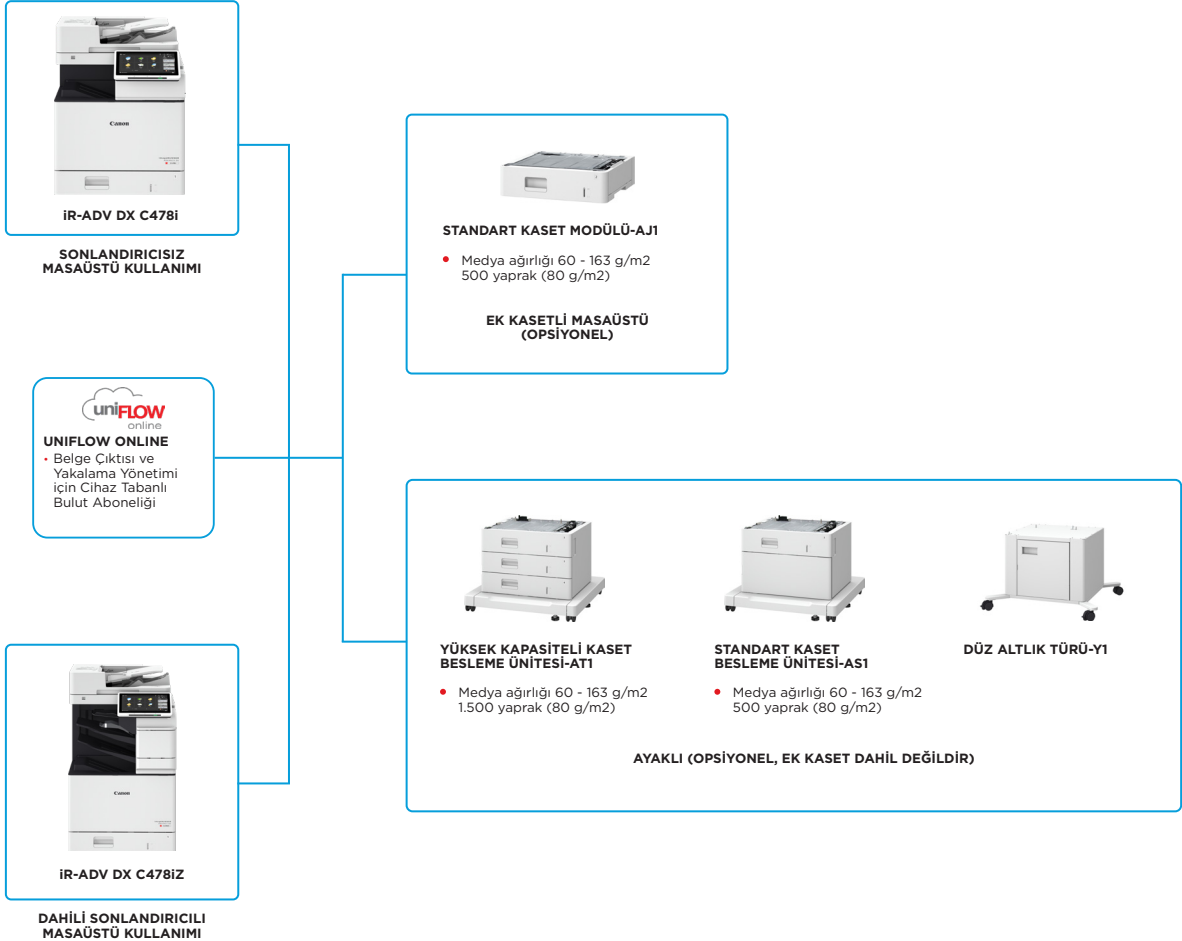 Canon
iR-ADV DX C478i
SONLANDIRICISIZ
MASAÜSTÜ KULLANIMI
STANDART KASET MODÜLÜ-AJ1
• Medya ağırlığı 60 - 163 g/m2
500 yaprak (80 g/m2)
EK KASETLİ MASAÜSTÜ
(OPSİYONEL)
uniFLOW
online
UNIFLOW ONLINE
• Belge Çıktısı ve
Yakalama Yönetimi
için Cihaz Tabanlı
Bulut Aboneliği
YÜKSEK KAPASİTELİ KASET
BESLEME ÜNİTESİ-AT1
• Medya ağırlığı 60 - 163 g/m2
1.500 yaprak (80 g/m2)
STANDART KASET
BESLEME ÜNİTESİ-AS1
• Medya ağırlığı 60 - 163 g/m2
500 yaprak (80 g/m2)
DÜZ ALTLIK TÜRÜ-Y1
AYAKLI (OPSİYONEL, EK KASET DAHİL DEĞİLDİR)
Canon
iR-ADV DX C478iZ
DAHİLİ SONLANDIRICILI
MASAÜSTÜ KULLANIMI